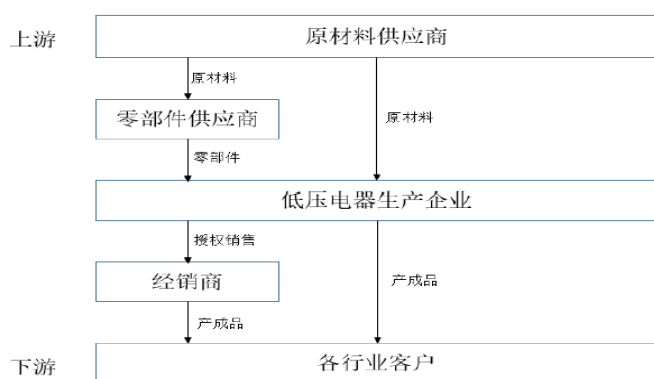 上游
原材料供应商
原材料
零部件供应商
原材料
零部件
低压电器生产企业
授权销售
经销商
产成品
产成品
下游
各行业客户